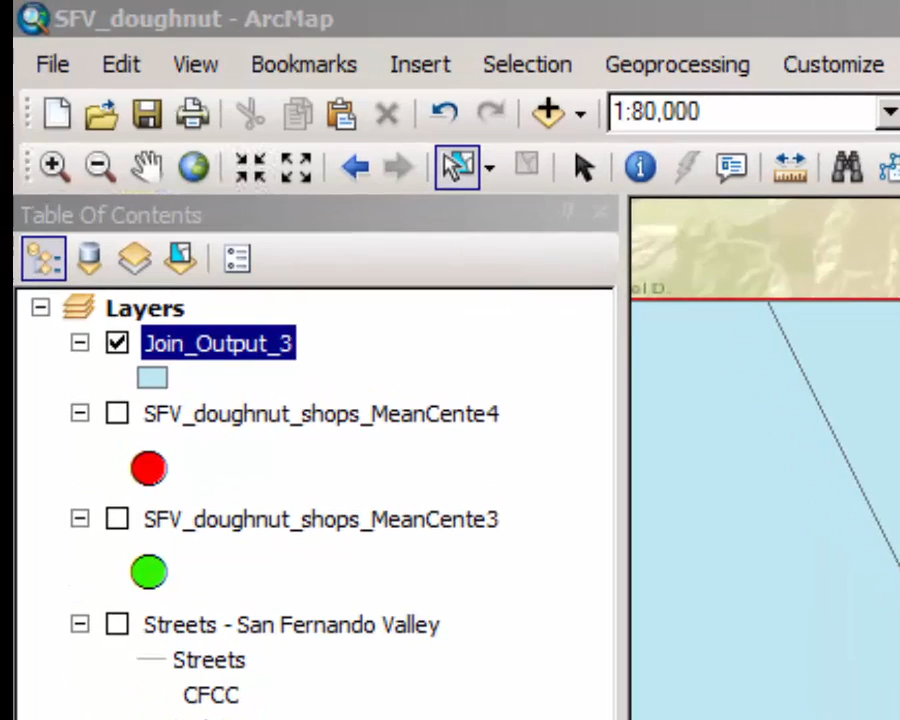 SFV_doughnut - ArcMap
File Edit View Bookmarks Insert Selection Geoprocessing Customize
1:80,000
Table Of Contents
Layers
Join_Output_3
SFV_doughnut_shops_MeanCente4
SFV_doughnut_shops_MeanCente3
Streets - San Fernando Valley
Streets
CFCC
el D.